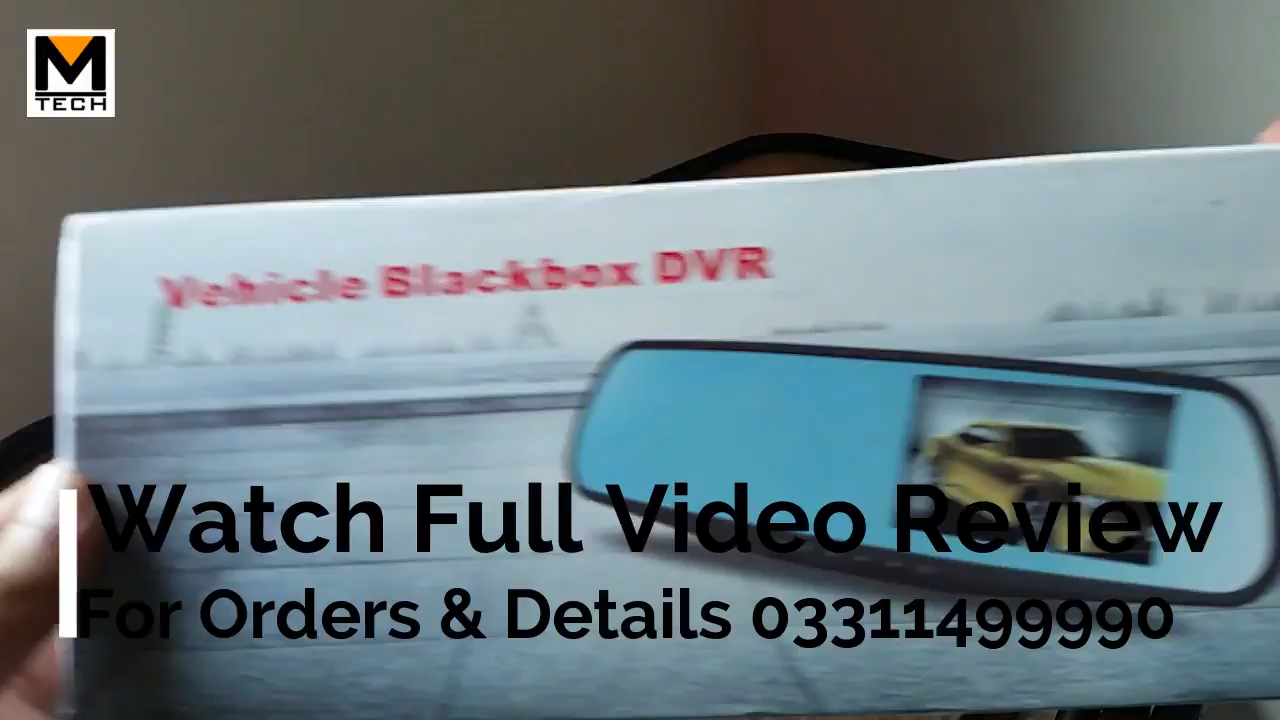 M
TECH
Vehicle Blackbox DVR
Watch Full Video Review
For Orders & Details 03311499990